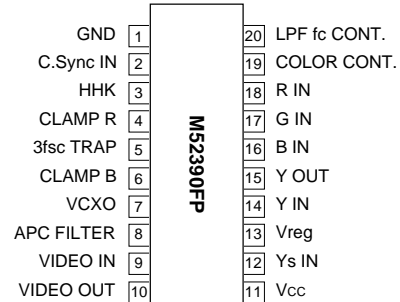 GND 1
C.Sync IN 2
HHK 3
CLAMP R 4
3fsc TRAP 5
CLAMP B 6
VCXO 7
APC FILTER 8
VIDEO IN 9
VIDEO OUT 10
M52390FP
20 LPF fc CONT.
19 COLOR CONT.
18 R IN
17 G IN
16 B IN
15 Y OUT
14 Y IN
13 Vreg
12 Ys IN
11 Vcc